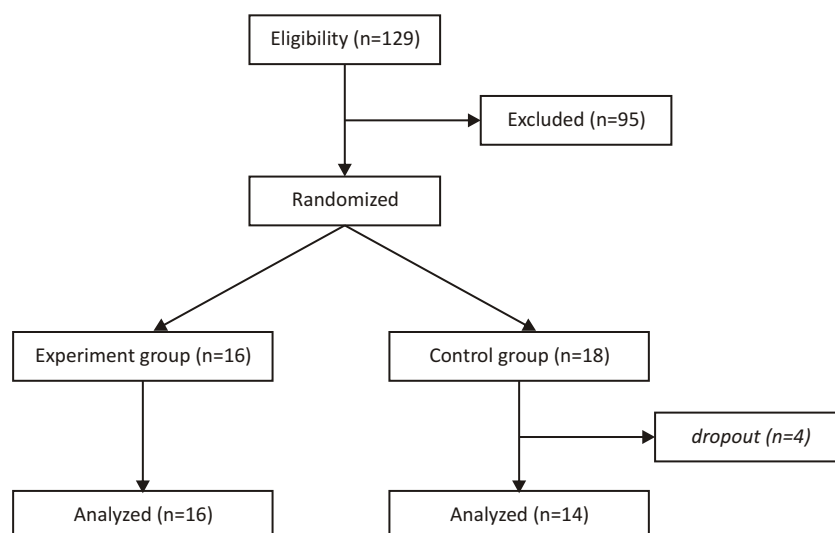 Eligibility (n=129)
Excluded (n=95)
Randomized
Experiment group (n=16)
Control group (n=18)
dropout (n=4)
Analyzed (n=16)
Analyzed (n=14)